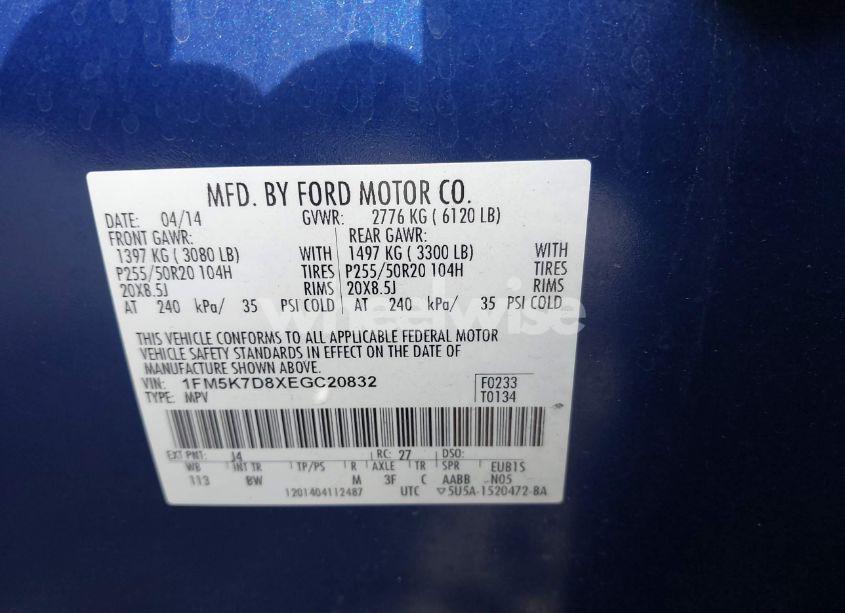 MFD. BY FORD MOTOR CO.
DATE: 04/14 GVWR: 2776 KG ( 6120 LB)
FRONT GAWR: REAR GAWR:
1397 KG ( 3080 LB) WITH 1497 KG ( 3300 LB) WITH
P255/50R20 104H TIRES P255/50R20 104H TIRES
20X8.5J RIMS 20X8.5J RIMS
AT 240 kPa/ 35 PSI COLD AT 240 kPa/ 35 PSI COLD
wheelwise
THIS VEHICLE CONFORMS TO ALL APPLICABLE FEDERAL MOTOR
VEHICLE SAFETY STANDARDS IN EFFECT ON THE DATE OF
MANUFACTURE SHOWN ABOVE.
VIN: 1FM5K7D8XEGC20832 F0233
TYPE: MPV T0134
EXT PNT: J4 RC: 27 DSO:
WB INT TR TP/PS R AXLE TR SPR EUB1S
113 BW M 3F C AABB N05
1201404112487 UTC ▽5U5A-1520472-BA